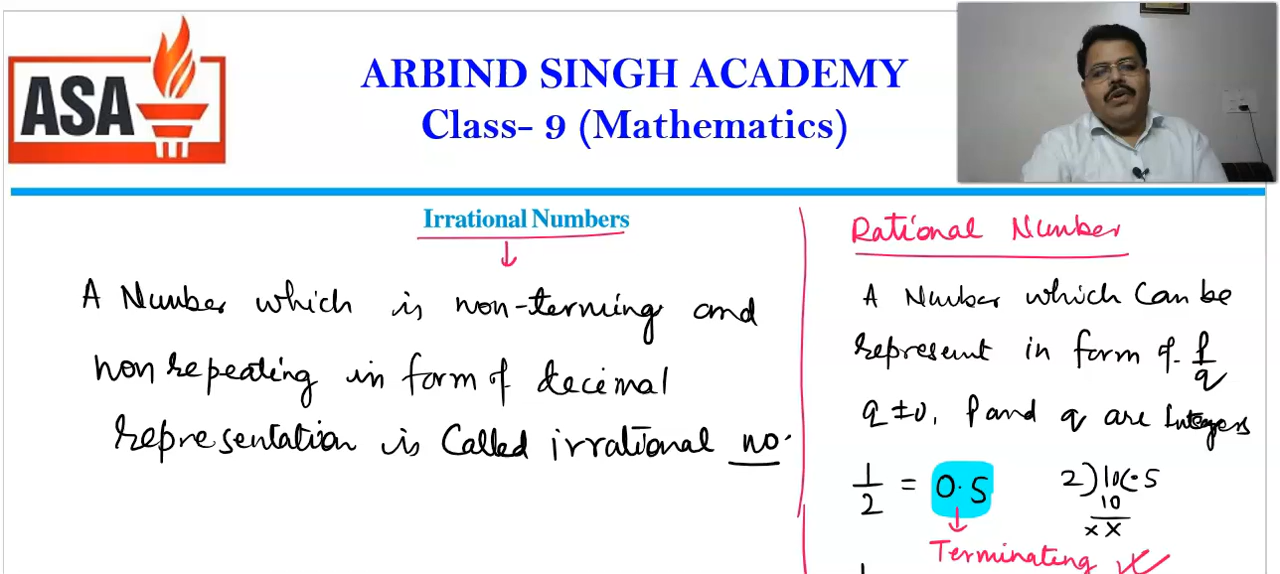 ASA
ARBIND SINGH ACADEMY
Class- 9 (Mathematics)
Irrational Numbers
A Number which is non-terming and
non repeating in form of decimal
representation is called irrational no.
Rational Number
A Number which can be
represent in form of p/q
q ≠ 0, P and q are Integers
1/2 = 0.5
2)10(.5
10
x x
Terminating